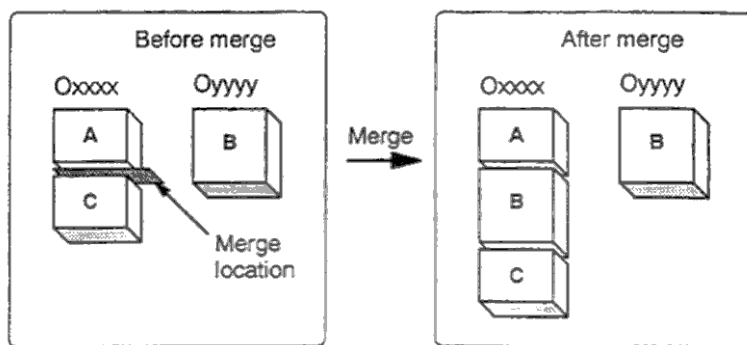 Before merge
Oxxxx
Oyyyy
A
B
C
Merge
location
Merge
After merge
Oxxxx
Oyyyy
A
B
B
C